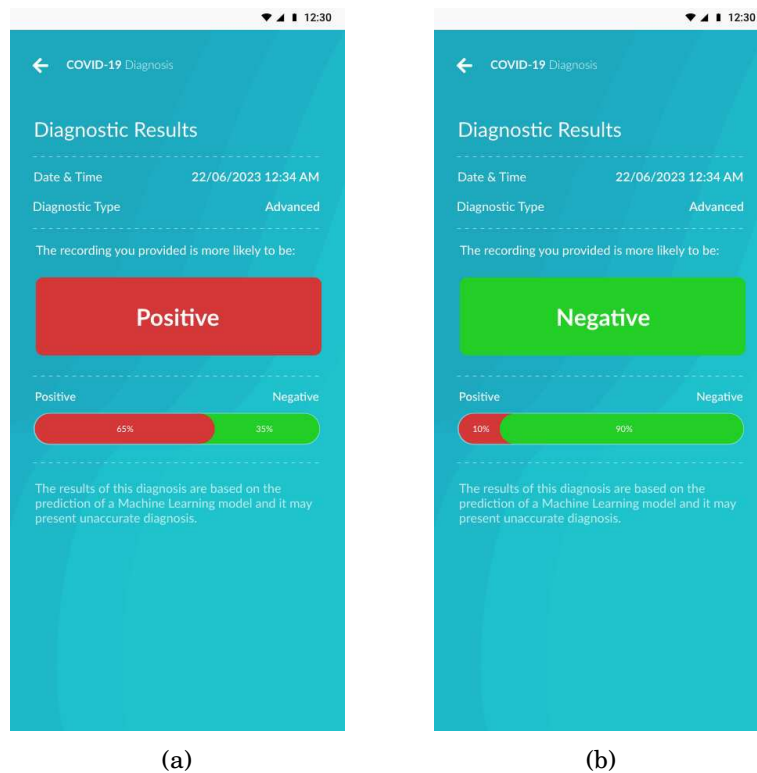 12:30
COVID-19 Diagnosis
Diagnostic Results
Date & Time 22/06/2023 12:34 AM
Diagnostic Type Advanced
The recording you provided is more likely to be:
Positive
Positive Negative
65% 35%
The results of this diagnosis are based on the
prediction of a Machine Learning model and it may
present unaccurate diagnosis.
(a)
12:30
COVID-19 Diagnosis
Diagnostic Results
Date & Time 22/06/2023 12:34 AM
Diagnostic Type Advanced
The recording you provided is more likely to be:
Negative
Positive Negative
10% 90%
The results of this diagnosis are based on the
prediction of a Machine Learning model and it may
present unaccurate diagnosis.
(b)